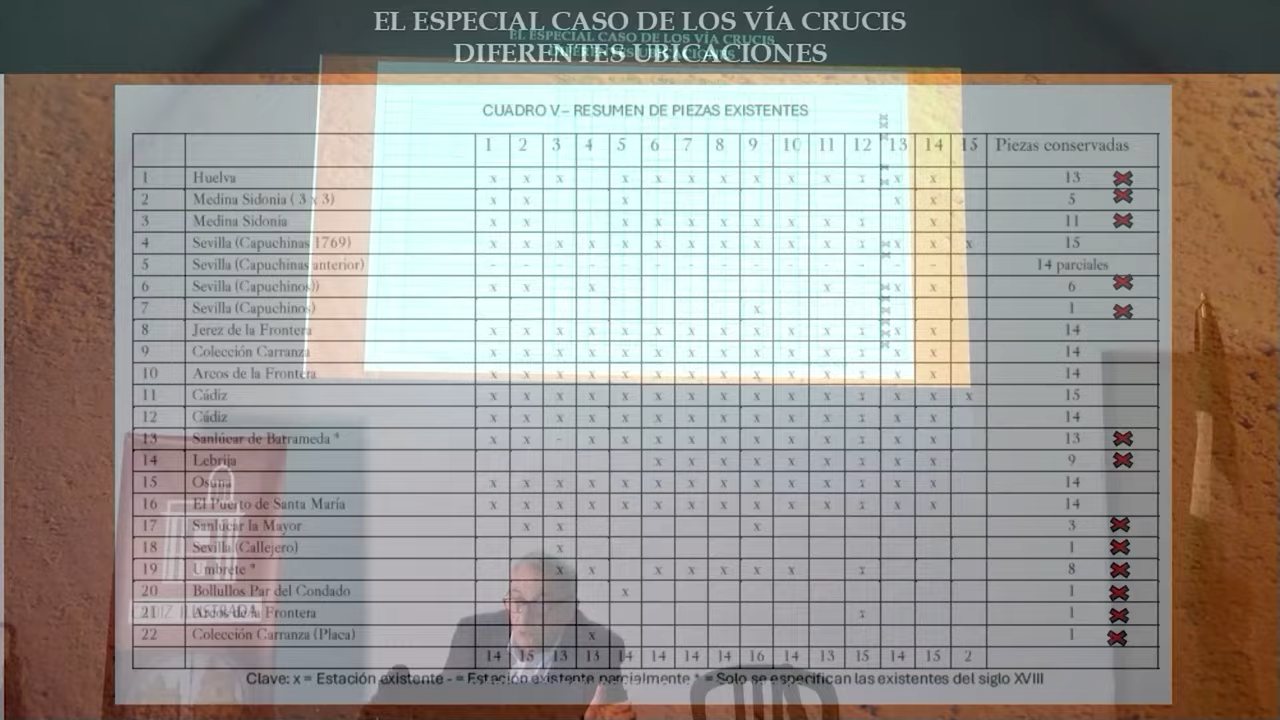 EL ESPECIAL CASO DE LOS VÍA CRUCIS
DIFERENTES UBICACIONES
CUADRO V – RESUMEN DE PIEZAS EXISTENTES
1 2 3 4 5 6 7 8 9 10 11 12 13 14 15 Piezas conservadas
1 Huelva x x x x x x x x x x x x x 13
2 Medina Sidonia ( 3 x 3) x x x x x 5
3 Medina Sidonia x x x x x x x x x x x 11
4 Sevilla (Capuchinas 1769) x x x x x x x x x x x x x x x 15
5 Sevilla (Capuchinas anterior) - - - - - - - - - - - - - - 14 parciales
6 Sevilla (Capuchinos)) x x x x x x 6
7 Sevilla (Capuchinos) x 1
8 Jerez de la Frontera x x x x x x x x x x x x x x 14
9 Colección Carranza x x x x x x x x x x x x x x 14
10 Arcos de la Frontera x x x x x x x x x x x x x x 14
11 Cádiz x x x x x x x x x x x x x x x 15
12 Cádiz x x x x x x x x x x x x x x 14
13 Sanlúcar de Barrameda * x x - x x x x x x x x x x x 13
14 Lebrija x x x x x x x x x 9
15 Osuna x x x x x x x x x x x x x x 14
16 El Puerto de Santa María x x x x x x x x x x x x x x 14
17 Sanlúcar la Mayor x x x 3
18 Sevilla (Callejero) x 1
19 Umbrete * x x x x x x x x 8
20 Bollullos Par del Condado x 1
21 Arcos de la Frontera x 1
22 Colección Carranza (Placa) x 1
14 15 13 13 14 14 14 14 16 14 13 15 14 15 2
Clave: x = Estación existente - = Estación existente parcialmente * = Solo se especifican las existentes del siglo XVIII
CÁDIZ ILUSTRADA